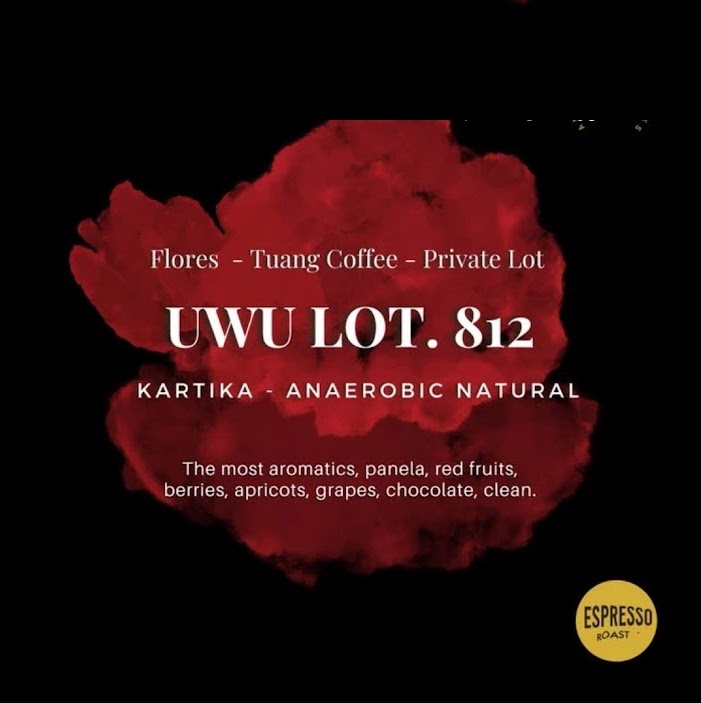 Flores - Tuang Coffee - Private Lot
UWU LOT. 812
KARTIKA - ANAEROBIC NATURAL
The most aromatics, panela, red fruits,
berries, apricots, grapes, chocolate, clean.
ESPRESSO
ROAST